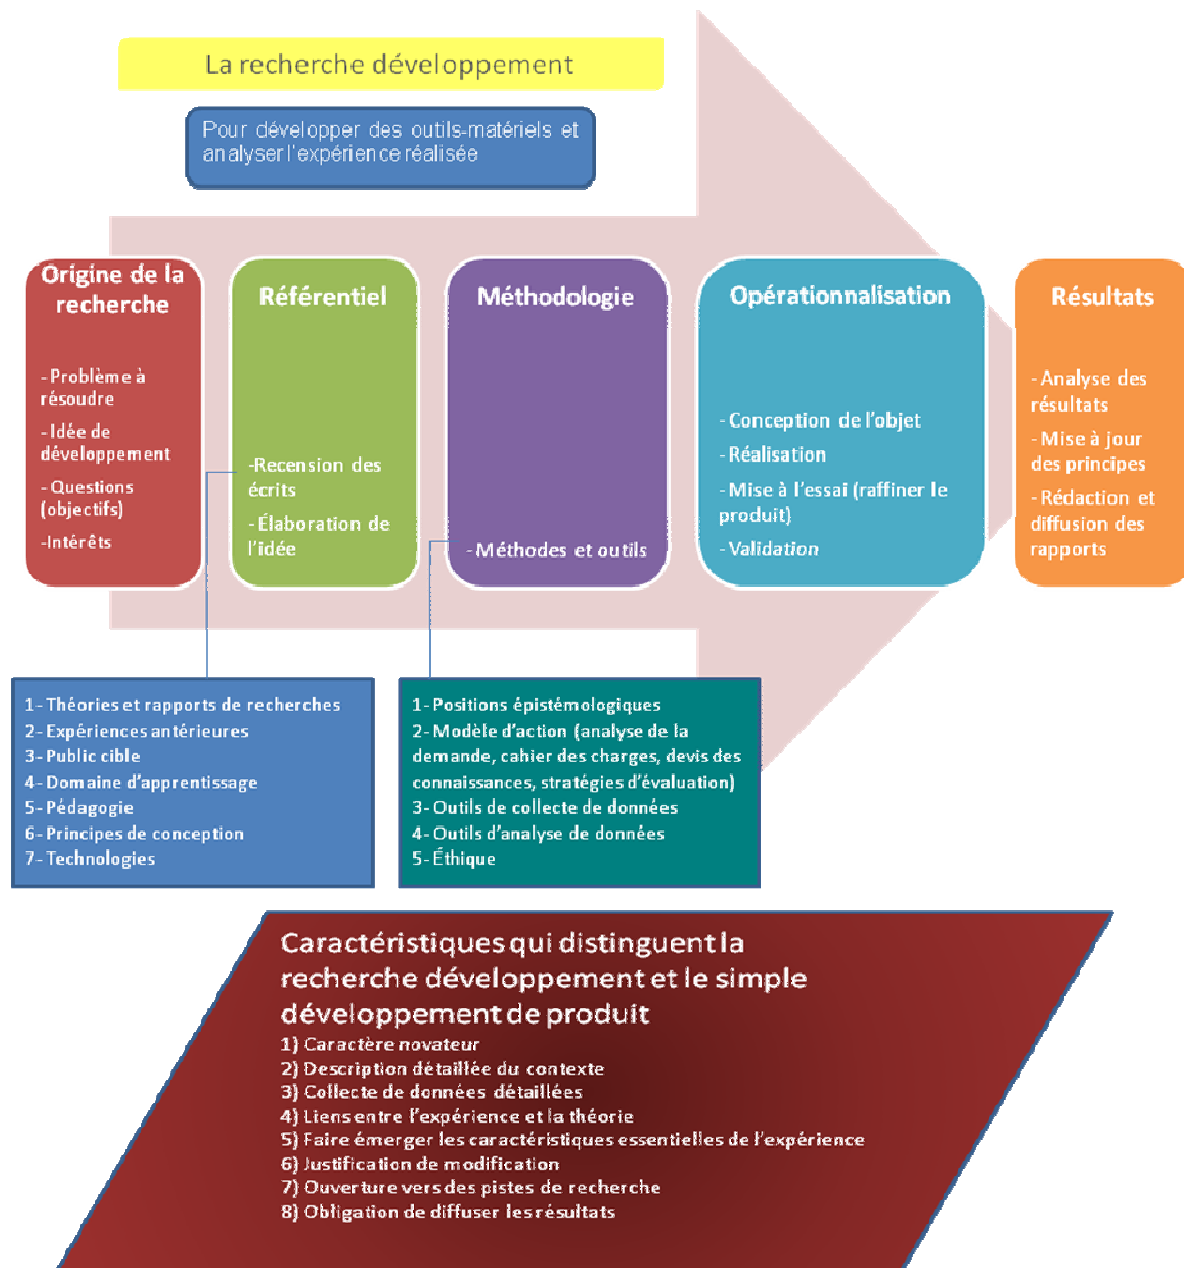 La recherche développement
Pour développer des outils-matériels et
analyser l'expérience réalisée
Origine de la
recherche
- Problème à
résoudre
- Idée de
développement
- Questions
(objectifs)
-Intérêts
Référentiel
-Recension des
écrits
- Élaboration de
l'idée
Méthodologie
- Méthodes et outils
Opérationnalisation
- Conception de l'objet
- Réalisation
- Mise à l'essai (raffiner le
produit)
- Validation
Résultats
- Analyse des
résultats
- Mise à jour
des principes
- Rédaction et
diffusion des
rapports
1- Théories et rapports de recherches
2- Expériences antérieures
3- Public cible
4- Domaine d'apprentissage
5- Pédagogie
6- Principes de conception
7- Technologies
1- Positions épistémologiques
2- Modèle d'action (analyse de la
demande, cahier des charges, devis des
connaissances, stratégies d'évaluation)
3- Outils de collecte de données
4- Outils d'analyse de données
5- Éthique
Caractéristiques qui distinguent la
recherche développement et le simple
développement de produit
1) Caractère novateur
2) Description détaillée du contexte
3) Collecte de données détaillées
4) Liens entre l'expérience et la théorie
5) Faire émerger les caractéristiques essentielles de l'expérience
6) Justification de modification
7) Ouverture vers des pistes de recherche
8) Obligation de diffuser les résultats